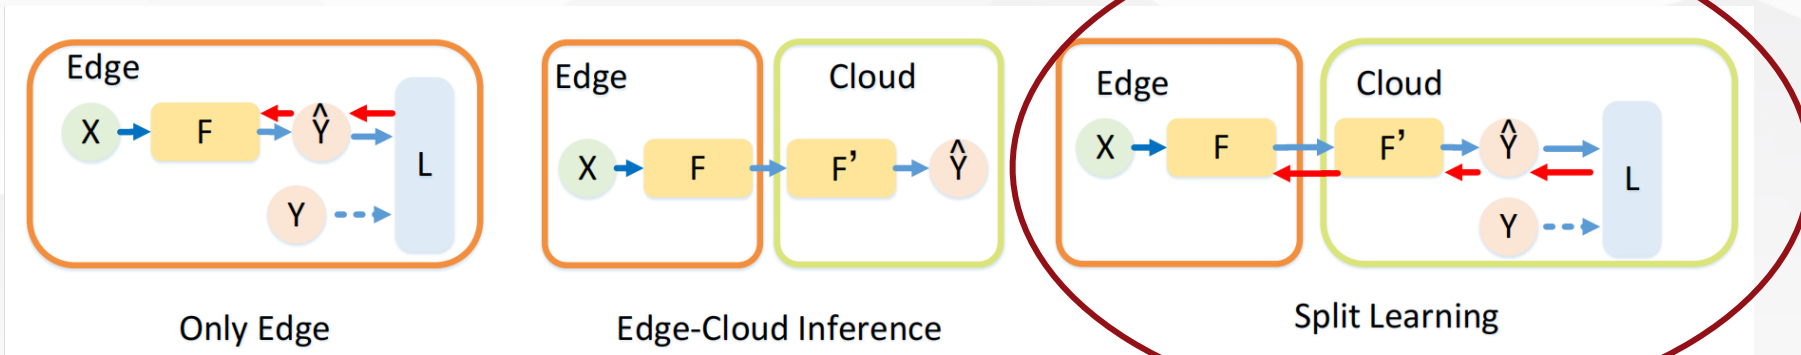 Edge
X
F
Ŷ
L
Y
Only Edge
Edge
Cloud
X
F
F’
Ŷ
Edge-Cloud Inference
Edge
Cloud
X
F
F’
Ŷ
L
Y
Split Learning